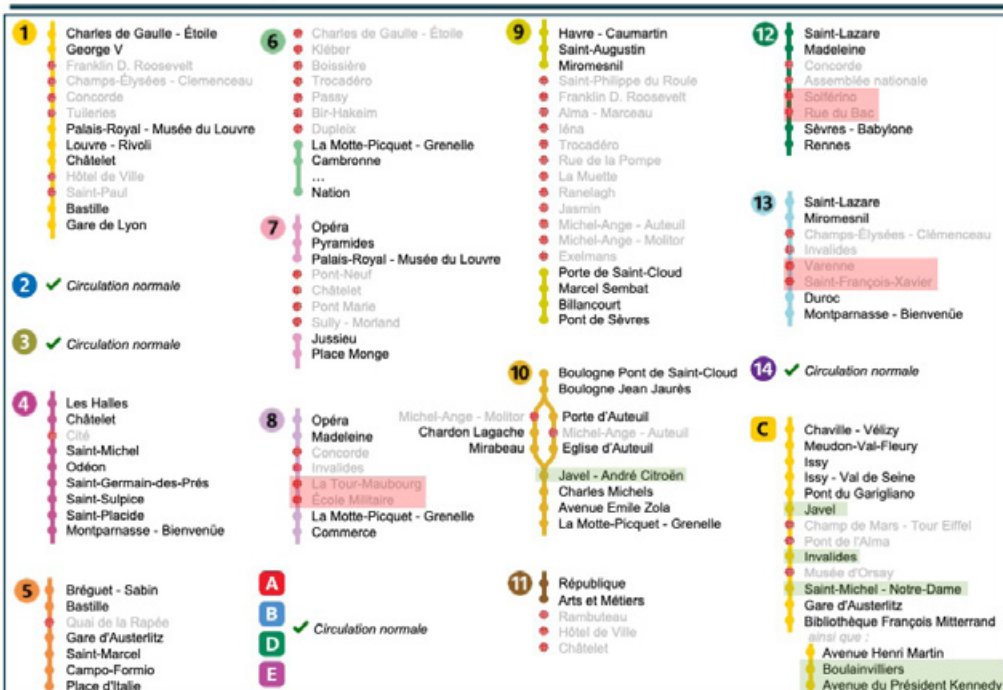 1
Charles de Gaulle - Étoile
George V
Franklin D. Roosevelt
Champs-Élysées - Clemenceau
Concorde
Tuileries
Palais-Royal - Musée du Louvre
Louvre - Rivoli
Châtelet
Hôtel de Ville
Saint-Paul
Bastille
Gare de Lyon
2
Circulation normale
3
Circulation normale
4
Les Halles
Châtelet
Cité
Saint-Michel
Odéon
Saint-Germain-des-Prés
Saint-Sulpice
Saint-Placide
Montparnasse - Bienvenüe
5
Bréguet - Sabin
Bastille
Quai de la Rapée
Gare d'Austerlitz
Saint-Marcel
Campo-Formio
Place d'Italie
6
Charles de Gaulle - Étoile
Kléber
Boissière
Trocadéro
Passy
Bir-Hakeim
Dupleix
La Motte-Picquet - Grenelle
Cambronne
...
Nation
7
Opéra
Pyramides
Palais-Royal - Musée du Louvre
Pont-Neuf
Châtelet
Pont Marie
Sully - Morland
Jussieu
Place Monge
8
Opéra
Madeleine
Concorde
Invalides
La Tour-Maubourg
École Militaire
La Motte-Picquet - Grenelle
Commerce
A
B
D
E
Circulation normale
9
Havre - Caumartin
Saint-Augustin
Miromesnil
Saint-Philippe du Roule
Franklin D. Roosevelt
Alma - Marceau
Iéna
Trocadéro
Rue de la Pompe
La Muette
Ranelagh
Jasmin
Michel-Ange - Auteuil
Michel-Ange - Molitor
Exelmans
Porte de Saint-Cloud
Marcel Sembat
Billancourt
Pont de Sèvres
10
Boulogne Pont de Saint-Cloud
Boulogne Jean Jaurès
Michel-Ange - Molitor
Chardon Lagache
Mirabeau
Porte d'Auteuil
Michel-Ange - Auteuil
Eglise d'Auteuil
Javel - André Citroën
Charles Michels
Avenue Emile Zola
La Motte-Picquet - Grenelle
11
République
Arts et Métiers
Rambuteau
Hôtel de Ville
Châtelet
12
Saint-Lazare
Madeleine
Concorde
Assemblée nationale
Solférino
Rue du Bac
Sèvres - Babylone
Rennes
13
Saint-Lazare
Miromesnil
Champs-Élysées - Clémenceau
Invalides
Varenne
Saint-François-Xavier
Duroc
Montparnasse - Bienvenüe
14
Circulation normale
C
Chaville - Vélizy
Meudon-Val-Fleury
Issy
Issy - Val de Seine
Pont du Garigliano
Javel
Champ de Mars - Tour Eiffel
Pont de l'Alma
Invalides
Musée d'Orsay
Saint-Michel - Notre-Dame
Gare d'Austerlitz
Bibliothèque François Mitterrand
ainsi que :
Avenue Henri Martin
Boulainvilliers
Avenue du Président Kennedy